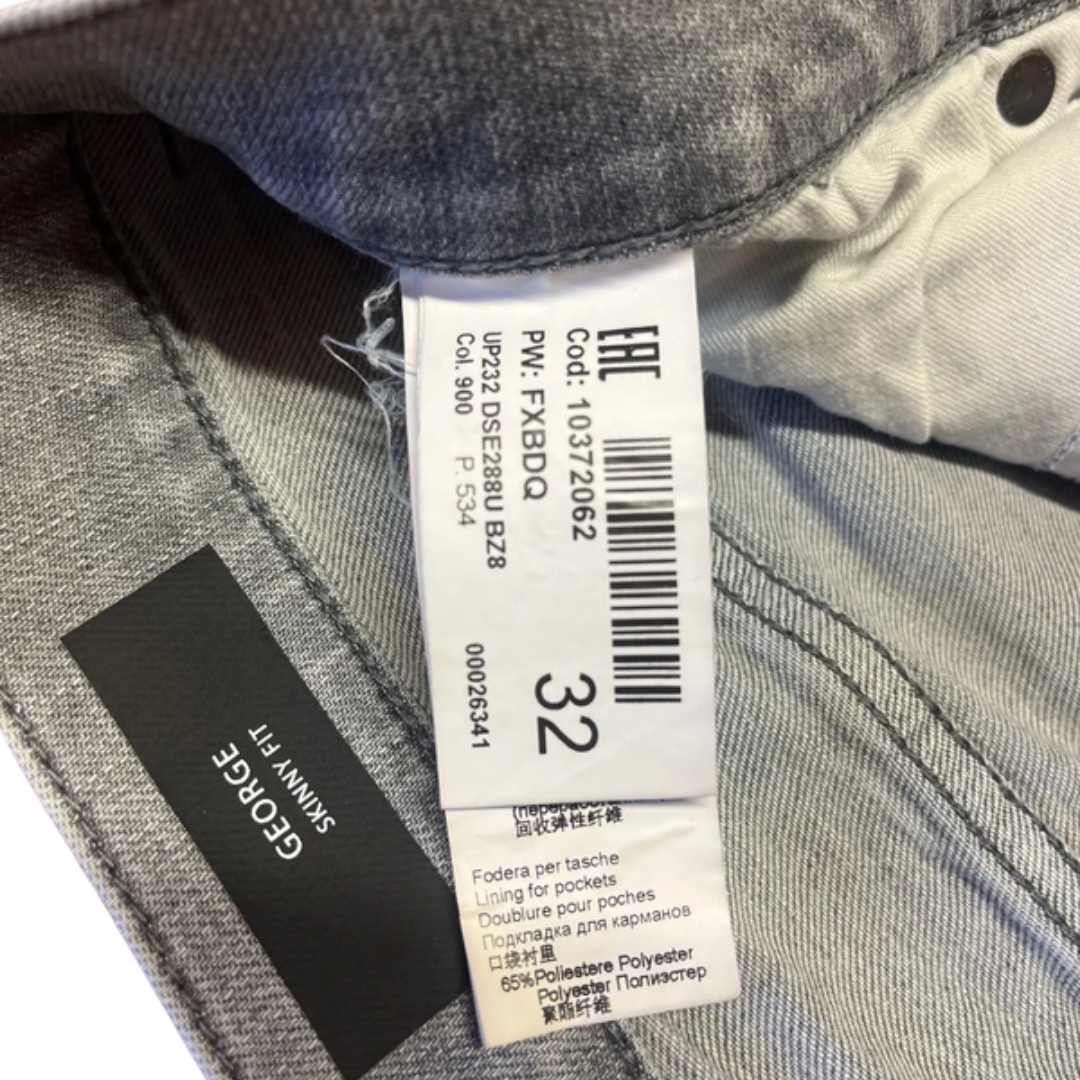 EAC
Cod: 10372062
PW: FXBDQ
UP232 DSE288U BZ8
Col. 900 P. 534
32
00026341
GEORGE
SKINNY FIT
回收弹性纤维
Fodera per tasche
Lining for pockets
Doublure pour poches
Подкладка для карманов
口袋衬里
65%Poliestere Polyester
Polyester Полиэстер
聚酯纤维